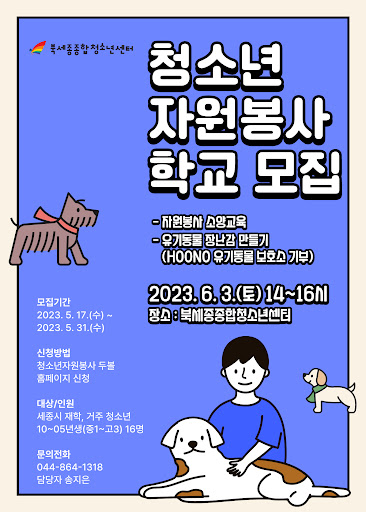 북세종종합청소년센터
청소년
자원봉사
학교 모집
- 자원봉사 소양교육
- 유기동물 장난감 만들기
(HOONO 유기동물 보호소 기부)
2023. 6. 3.(토) 14~16시
장소 : 북세종종합청소년센터
모집기간
2023. 5. 17.(수) ~
2023. 5. 31.(수)
신청방법
청소년자원봉사 두볼
홈페이지 신청
대상/인원
세종시 재학, 거주 청소년
10~05년생(중1~고3) 16명
문의전화
044-864-1318
담당자 송지은